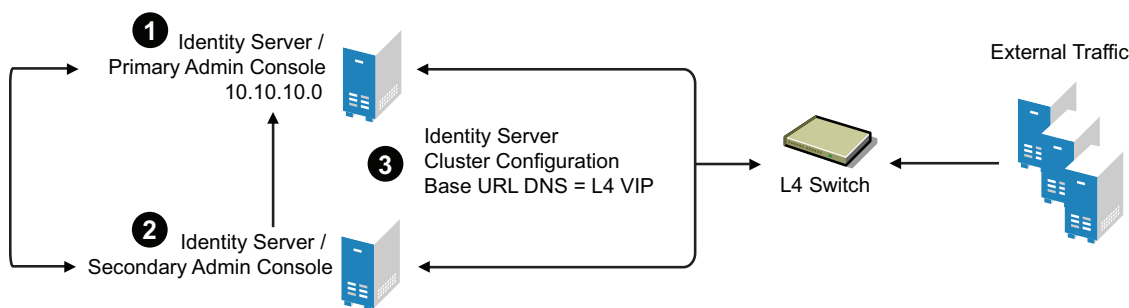 1
Identity Server /
Primary Admin Console
10.10.10.0
2
Identity Server /
Secondary Admin Console
3
Identity Server
Cluster Configuration
Base URL DNS = L4 VIP
L4 Switch
External Traffic